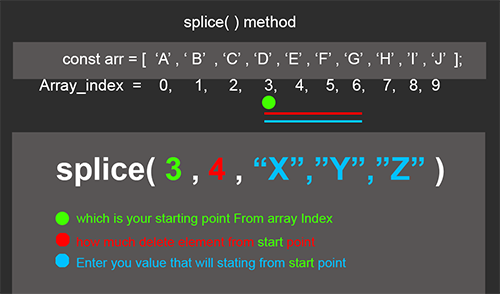 splice( ) method
const arr = [ ‘A’ , ‘ B’ , ‘C’ , ‘D’ , ‘E’ , ‘F’ , ‘G’ , ‘H’ , ’I’ , ‘J’ ];
Array_index = 0, 1, 2, 3, 4, 5, 6, 7, 8, 9
splice( 3 , 4 , “X”,”Y”,”Z” )
which is your starting point From array Index
how much delete element from start point
Enter you value that will stating from start point